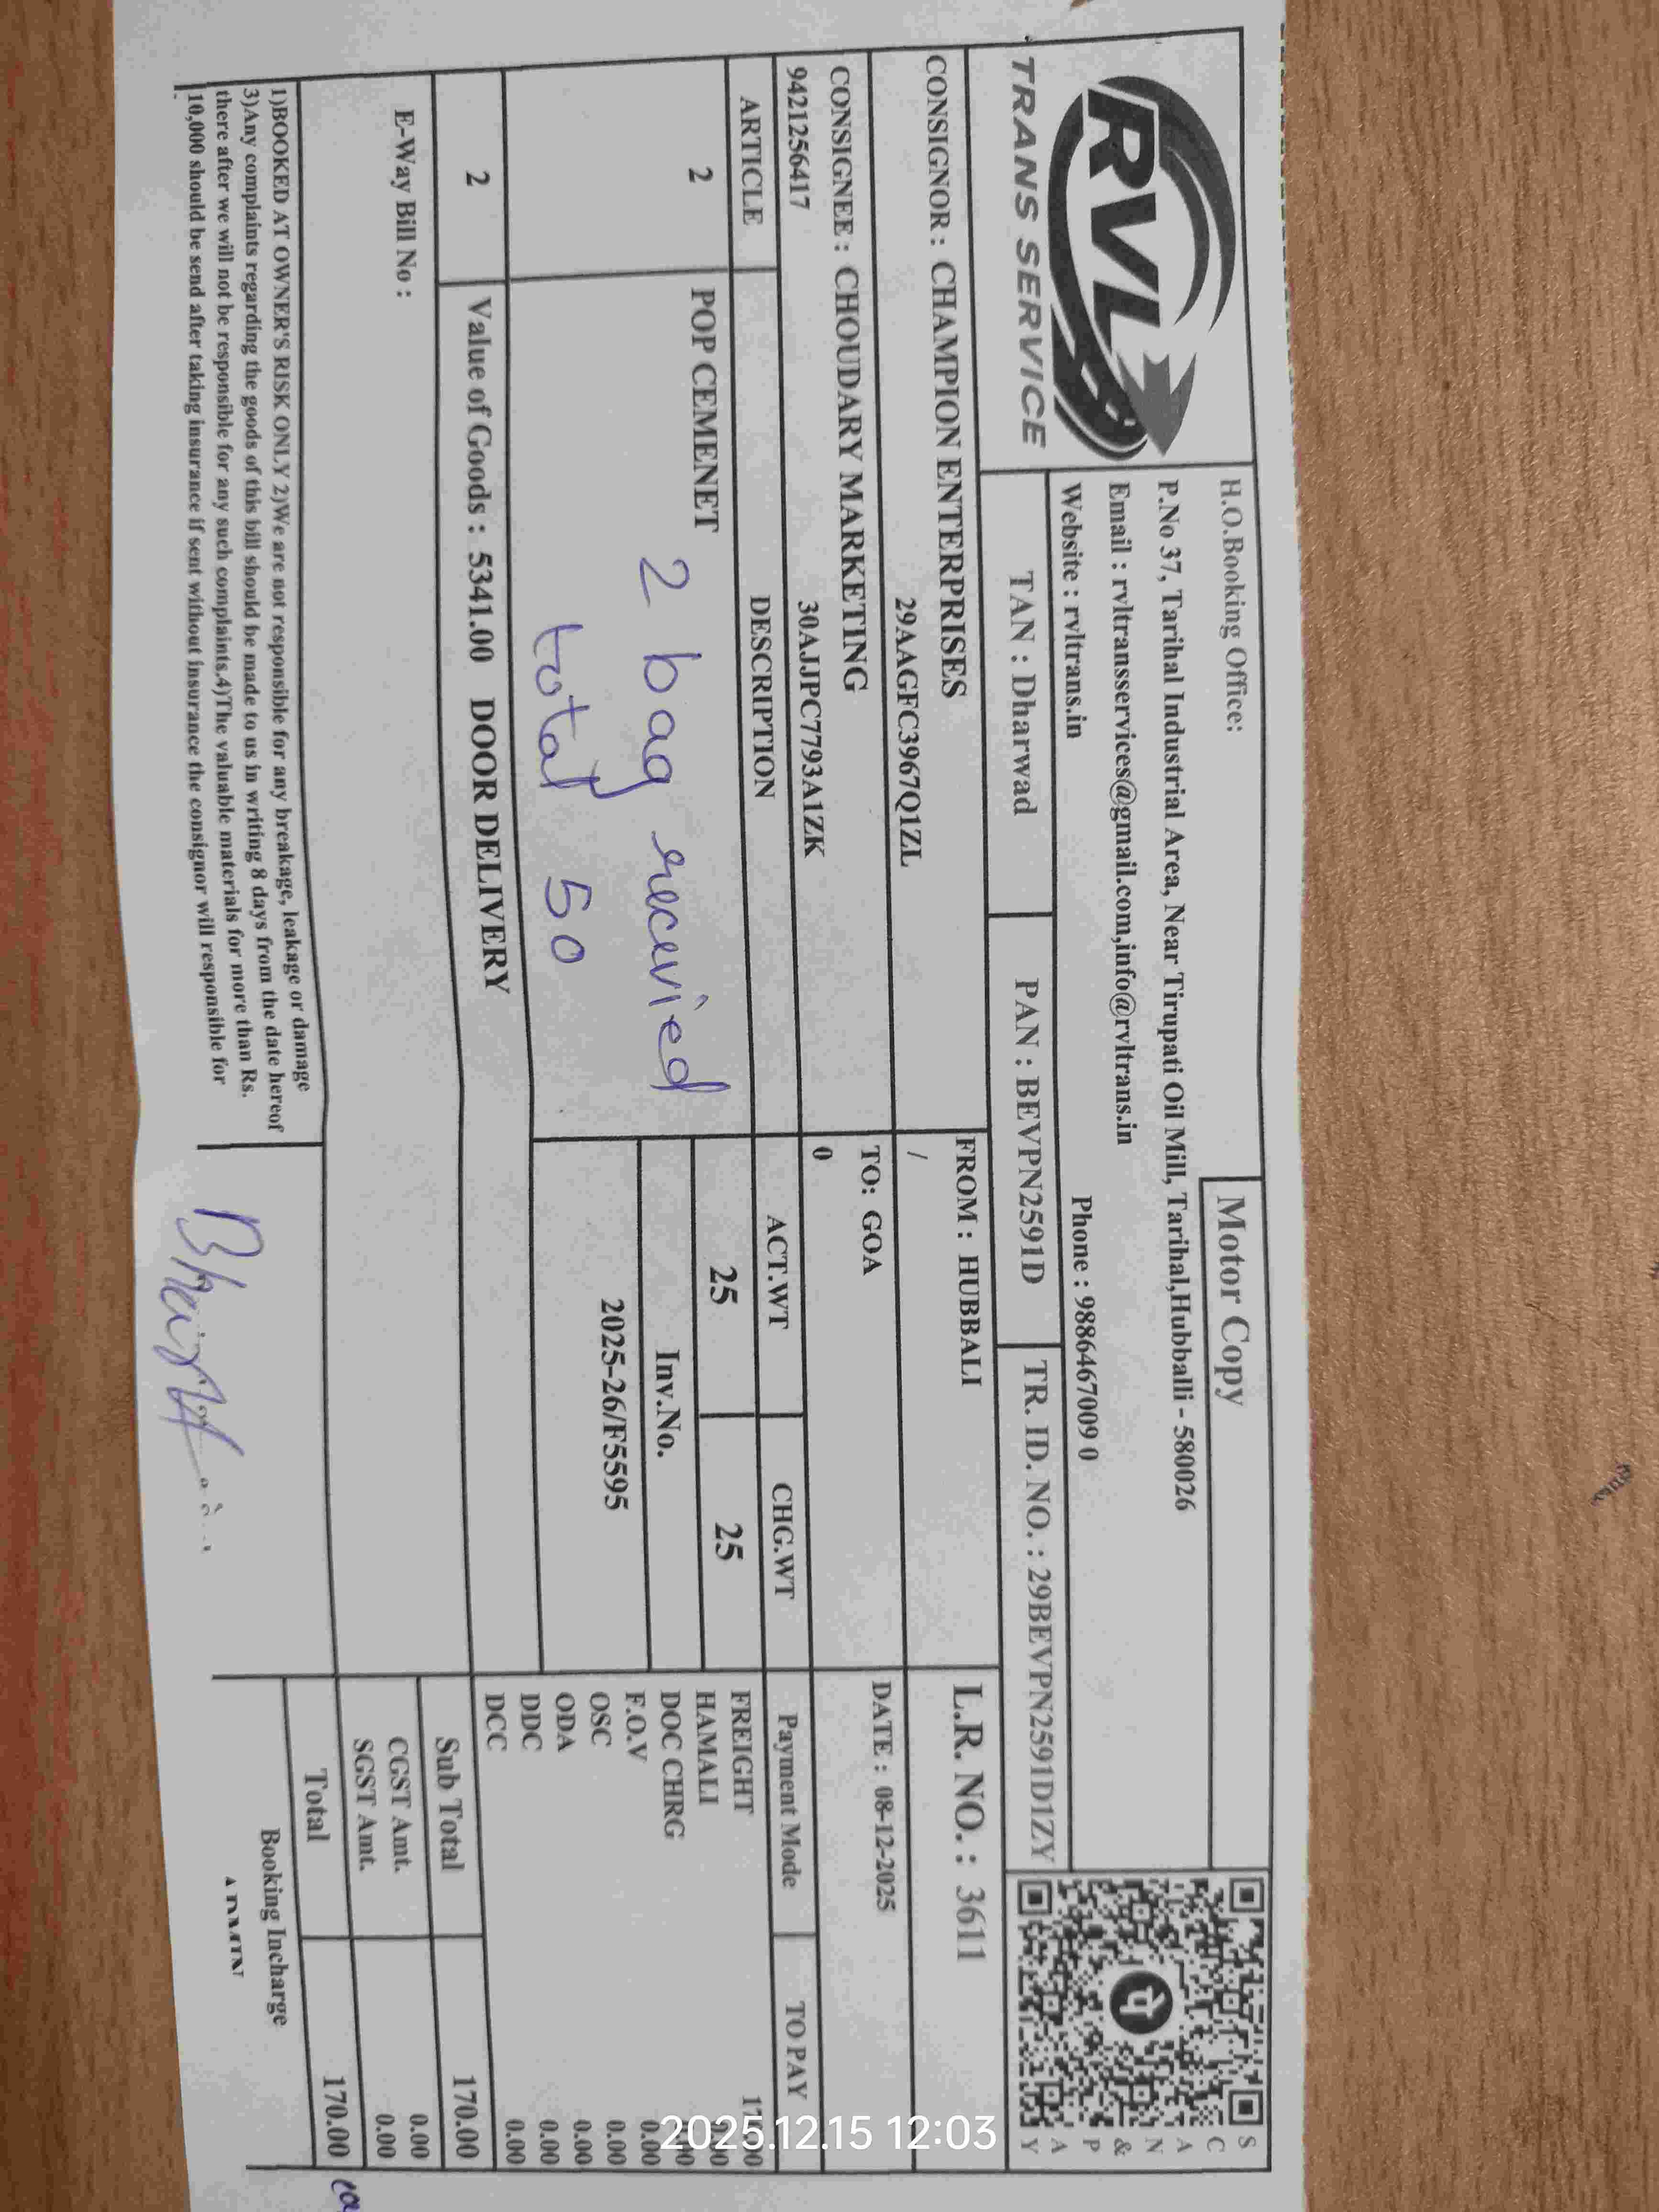 RVL
TRANS SERVICE
H.O.Booking Office:
Motor Copy
P.No 37, Tarihal Industrial Area, Near Tirupati Oil Mill, Tarihal,Hubballi - 580026
Email : rvltransservices@gmail.com,info@rvltrans.in
Website : rvltrans.in
Phone : 9886467009 0
SCAN & PAY
TAN : Dharwad
PAN : BEVPN2591D
TR. ID. NO. : 29BEVPN2591D1ZY
CONSIGNOR : CHAMPION ENTERPRISES
29AAGFC3967Q1ZL
FROM : HUBBALI
/
L.R. NO. : 3611
CONSIGNEE : CHOUDARY MARKETING
9421256417 30AJJPC7793A1ZK
TO: GOA
0
DATE : 08-12-2025
ARTICLE DESCRIPTION ACT.WT CHG.WT Payment Mode TO PAY
2 POP CEMENET 25 25
2 bag recevied
total 50
Inv.No.
2025-26/F5595
FREIGHT
HAMALI
DOC CHRG
F.O.V 0.00
OSC 0.00
ODA 0.00
DDC 0.00
DCC 0.00
2 Value of Goods : 5341.00 DOOR DELIVERY
Sub Total 170.00
E-Way Bill No :
CGST Amt. 0.00
SGST Amt. 0.00
Total 170.00
1)BOOKED AT OWNER'S RISK ONLY 2)We are not responsible for any breakage, leakage or damage
3)Any complaints regarding the goods of this bill should be made to us in writing 8 days from the date hereof
there after we will not be responsible for any such complaints.4)The valuable materials for more than Rs.
10,000 should be send after taking insurance if sent without insurance the consignor will responsible for
Booking Incharge
ADMIN
2025.12.15 12:03